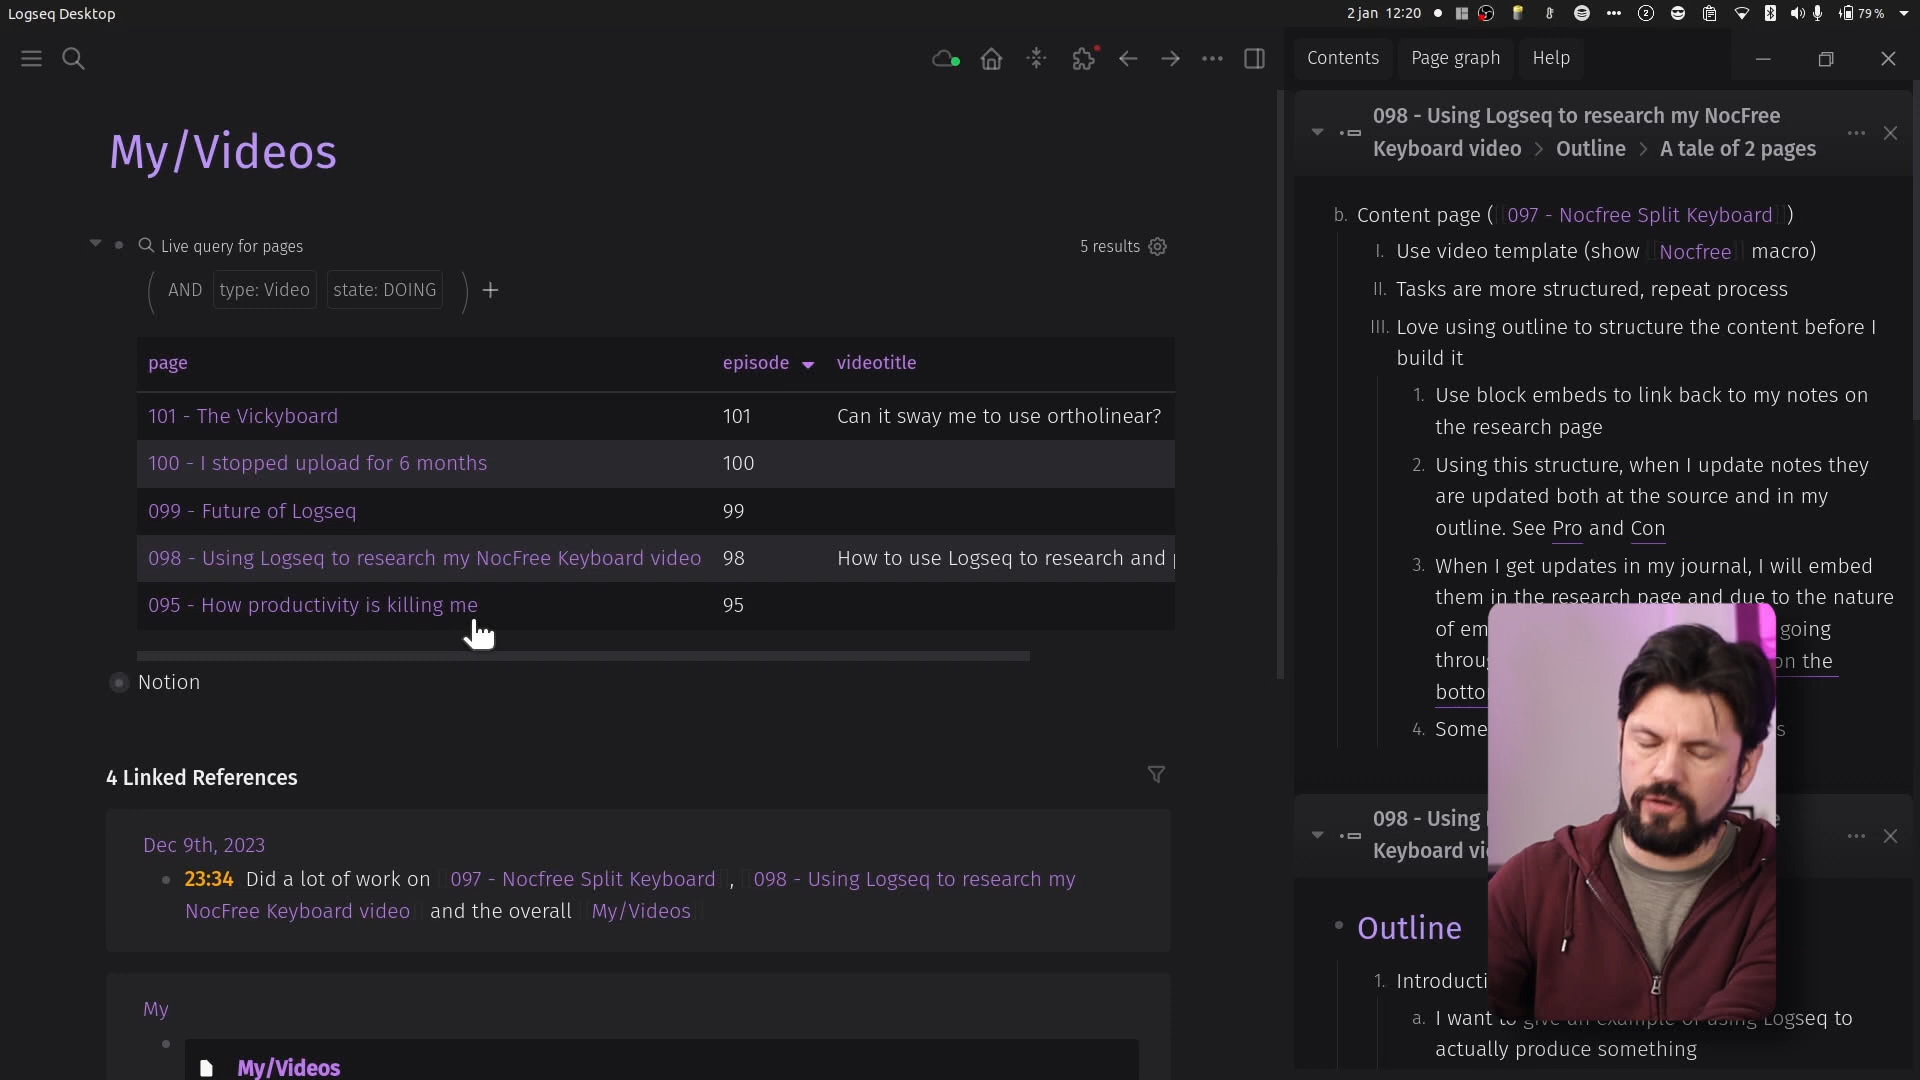 Logseq Desktop
2 jan 12:20
79 %
Contents
Page graph
Help
My/Videos
Live query for pages
5 results
AND type: Video state: DOING
page episode videotitle
101 - The Vickyboard 101 Can it sway me to use ortholinear?
100 - I stopped upload for 6 months 100
099 - Future of Logseq 99
098 - Using Logseq to research my NocFree Keyboard video 98 How to use Logseq to research and
095 - How productivity is killing me 95
Notion
4 Linked References
Dec 9th, 2023
23:34 Did a lot of work on [[097 - Nocfree Split Keyboard]], [[098 - Using Logseq to research my
NocFree Keyboard video]] and the overall [[My/Videos]]
My
My/Videos
098 - Using Logseq to research my NocFree
Keyboard video > Outline > A tale of 2 pages
b. Content page ([[097 - Nocfree Split Keyboard]])
I. Use video template (show [[Nocfree]] macro)
II. Tasks are more structured, repeat process
III. Love using outline to structure the content before I
build it
1. Use block embeds to link back to my notes on
the research page
2. Using this structure, when I update notes they
are updated both at the source and in my
outline. See Pro and Con
3. When I get updates in my journal, I will embed
them in the research page and due to the nature
of going
on the
4. Some
098 - Using
Keyboard
Outline
1.
a. I want to give an example of using Logseq to
actually produce something